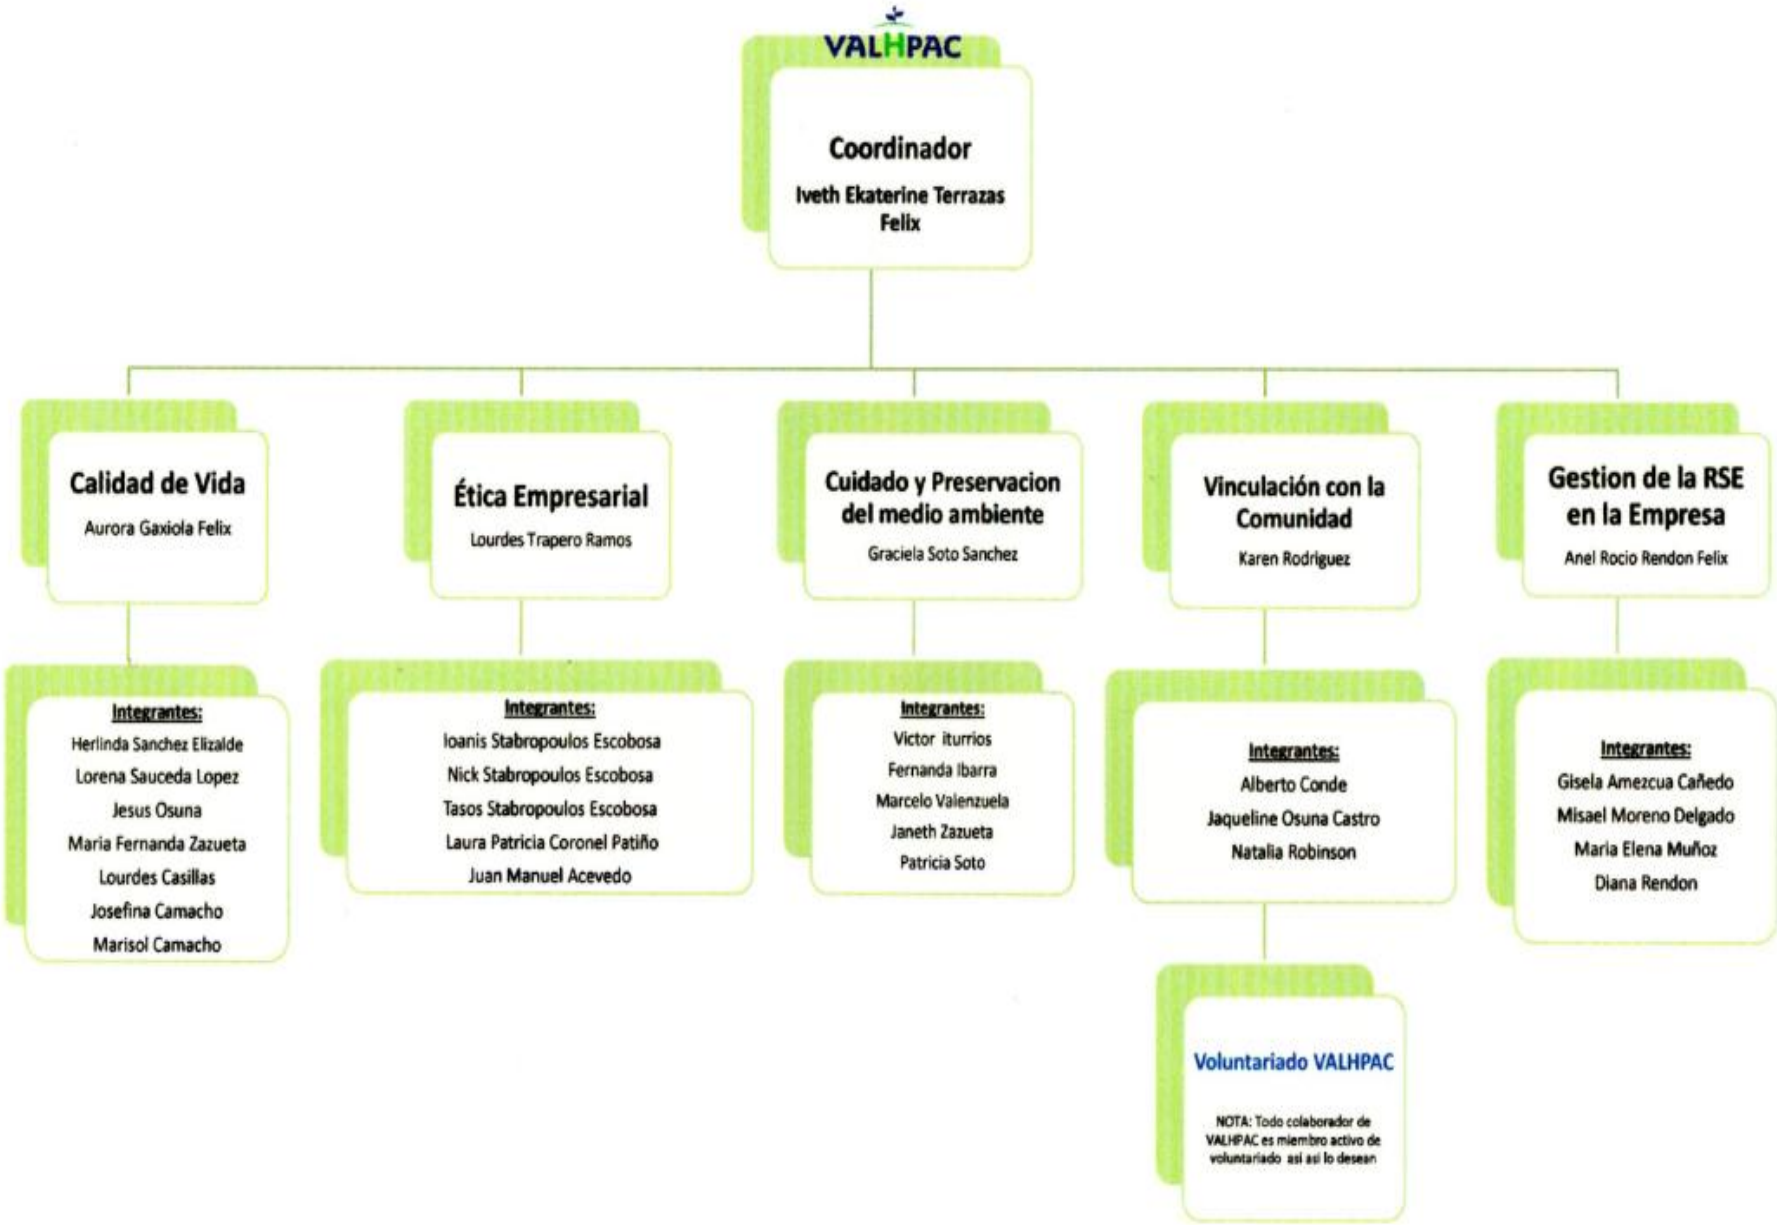 VALHPAC
Coordinador
Iveth Ekaterine Terrazas
Felix
Calidad de Vida
Aurora Gaxiola Felix
Ética Empresarial
Lourdes Trapero Ramos
Cuidado y Preservacion
del medio ambiente
Graciela Soto Sanchez
Vinculación con la
Comunidad
Karen Rodriguez
Gestion de la RSE
en la Empresa
Anel Rocio Rendon Felix
Integrantes:
Herlinda Sanchez Elizalde
Lorena Sauceda Lopez
Jesus Osuna
Maria Fernanda Zazueta
Lourdes Casillas
Josefina Camacho
Marisol Camacho
Integrantes:
Ioanis Stabropoulos Escobosa
Nick Stabropoulos Escobosa
Tasos Stabropoulos Escobosa
Laura Patricia Coronel Patiño
Juan Manuel Acevedo
Integrantes:
Victor iturrios
Fernanda Ibarra
Marcelo Valenzuela
Janeth Zazueta
Patricia Soto
Integrantes:
Alberto Conde
Jaqueline Osuna Castro
Natalia Robinson
Integrantes:
Gisela Amezcua Cañedo
Misael Moreno Delgado
Maria Elena Muñoz
Diana Rendon
Voluntariado VALHPAC
NOTA: Todo colaborador de
VALHPAC es miembro activo de
voluntariado asi asi lo desean